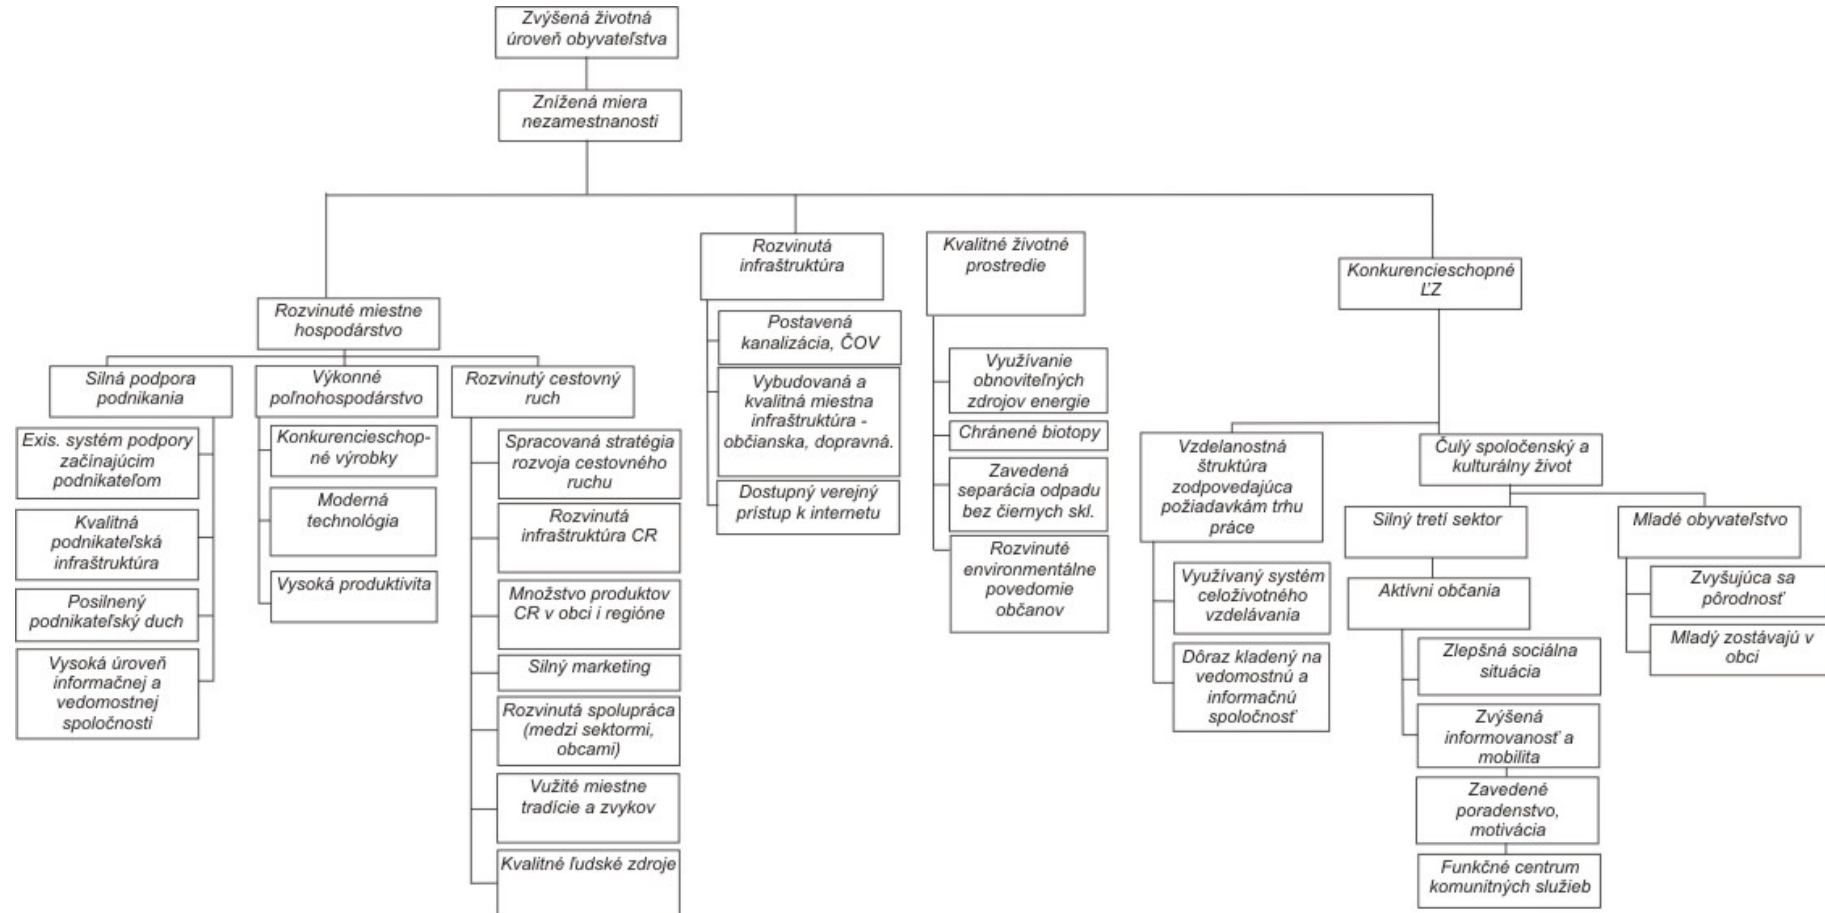 Zvýšená životná
úroveň obyvateľstva
Znížená miera
nezamestnanosti
Rozvinuté miestne
hospodárstvo
Silná podpora
podnikania
Exis. systém podpory
začínajúcim
podnikateľom
Kvalitná
podnikateľská
infraštruktúra
Posilnený
podnikateľský duch
Vysoká úroveň
informačnej a
vedomostnej
spoločnosti
Výkonné
poľnohospodárstvo
Konkurencieschop-
né výrobky
Moderná
technológia
Vysoká produktivita
Rozvinutý cestovný
ruch
Spracovaná stratégia
rozvoja cestovného
ruchu
Rozvinutá
infraštruktúra CR
Množstvo produktov
CR v obci i regióne
Silný marketing
Rozvinutá spolupráca
(medzi sektormi,
obcami)
Vužité miestne
tradície a zvykov
Kvalitné ľudské zdroje
Rozvinutá
infraštruktúra
Postavená
kanalizácia, ČOV
Vybudovaná a
kvalitná miestna
infraštruktúra -
občianska, dopravná.
Dostupný verejný
prístup k internetu
Kvalitné životné
prostredie
Využívanie
obnoviteľných
zdrojov energie
Chránené biotopy
Zavedená
separácia odpadu
bez čiernych skl.
Rozvinuté
environmentálne
povedomie
občanov
Konkurencieschopné
ĽZ
Vzdelanostná
štruktúra
zodpovedajúca
požiadavkám trhu
práce
Využívaný systém
celoživotného
vzdelávania
Dôraz kladený na
vedomostnú a
informačnú
spoločnosť
Čulý spoločenský a
kulturálny život
Silný tretí sektor
Aktívni občania
Zlepšná sociálna
situácia
Zvýšená
informovanosť a
mobilita
Zavedené
poradenstvo,
motivácia
Funkčné centrum
komunitných služieb
Mladé obyvateľstvo
Zvyšujúca sa
pôrodnosť
Mladý zostávajú v
obci